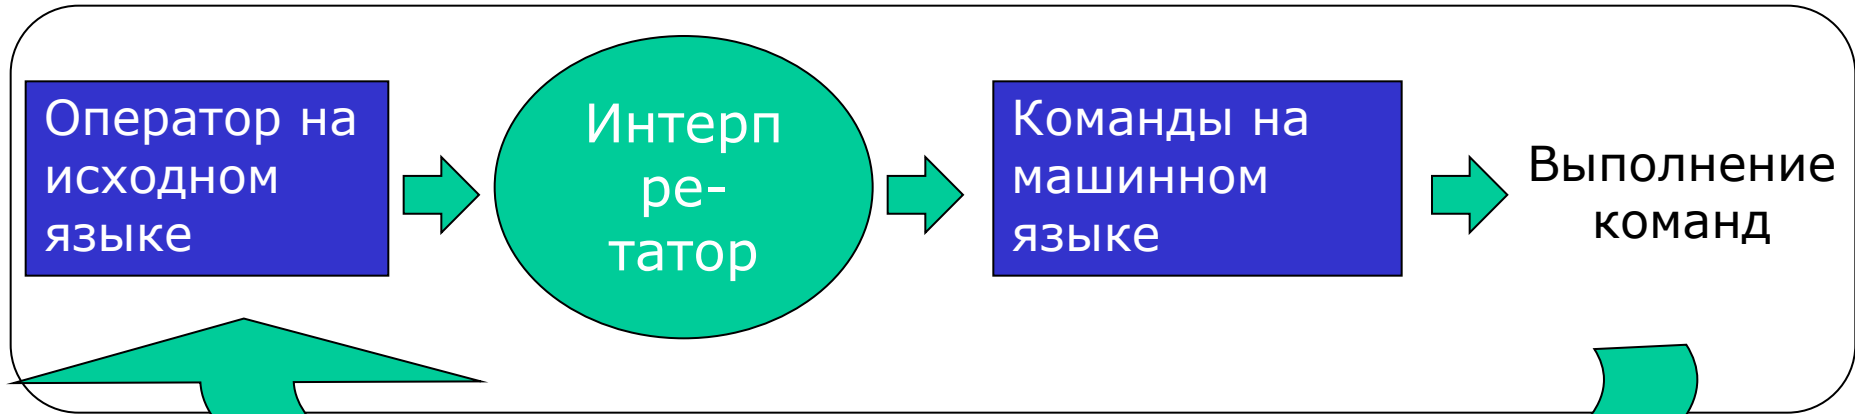 Оператор на
исходном
языке
Интерп
ре-
татор
Команды на
машинном
языке
Выполнение
команд